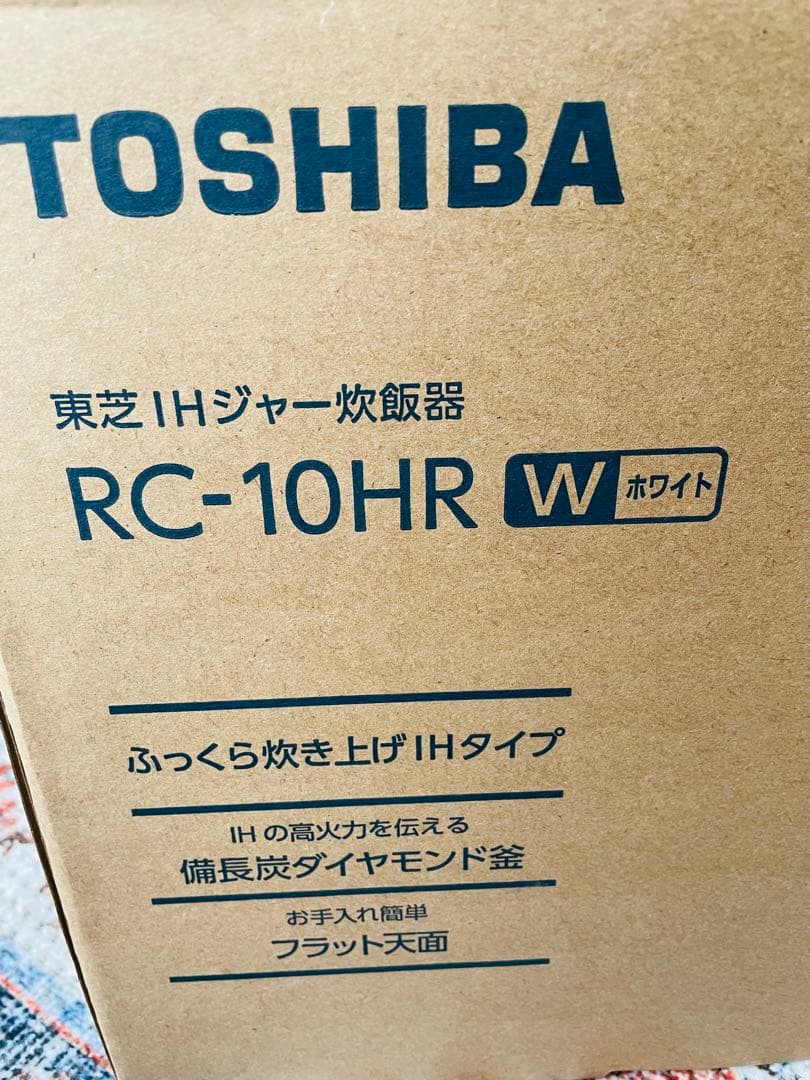 TOSHIBA
東芝IHジャー炊飯器
RC-10HR W ホワイト
ふっくら炊き上げIHタイプ
IHの高火力を伝える
備長炭ダイヤモンド釜
お手入れ簡単
フラット天面